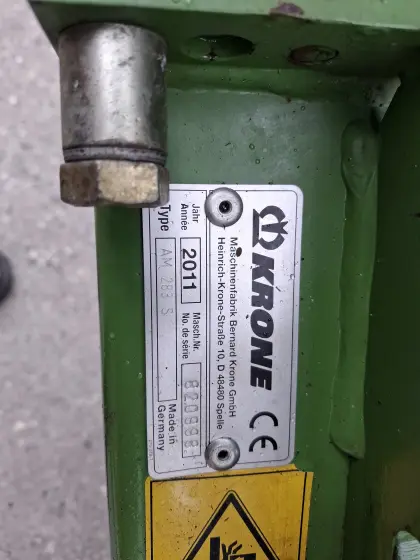 KRONE
CE
Maschinenfabrik Bernard Krone GmbH
Heinrich-Krone-Straße 10, D 48480 Spelle
Jahr
Année
2011
Masch.Nr.
No. de série
Type
AM 283 S
Made in
Germany